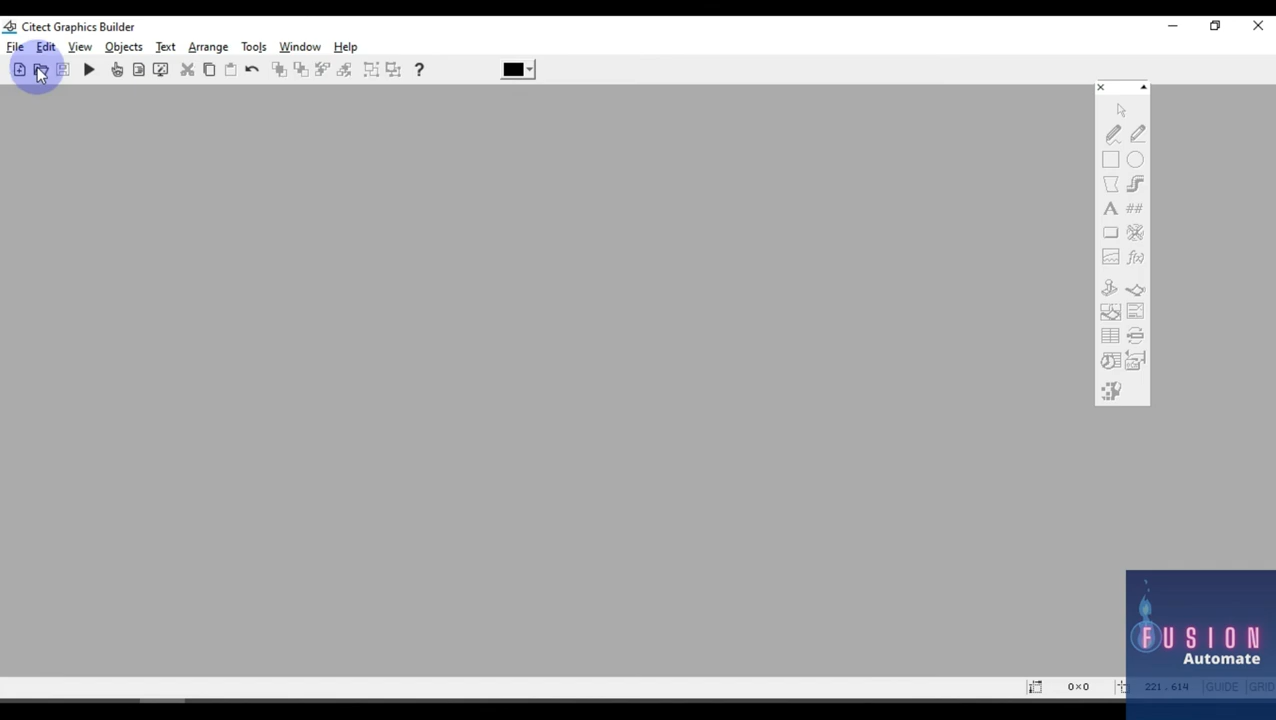 Citect Graphics Builder
File Edit View Objects Text Arrange Tools Window Help
?
A ##
f(x)
0×0 221 . 614 GUIDE GRID
FUSION
Automate